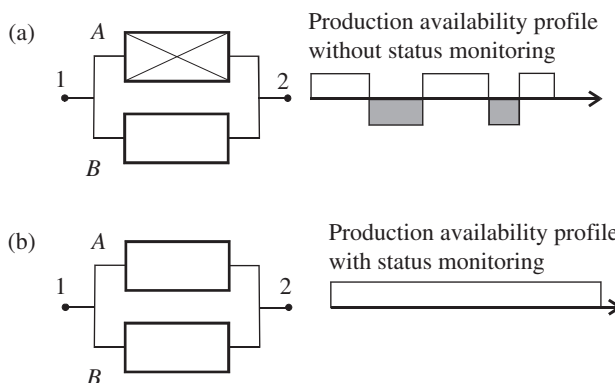 (a)
A
1
2
B
Production availability profile
without status monitoring
(b)
A
1
2
B
Production availability profile
with status monitoring